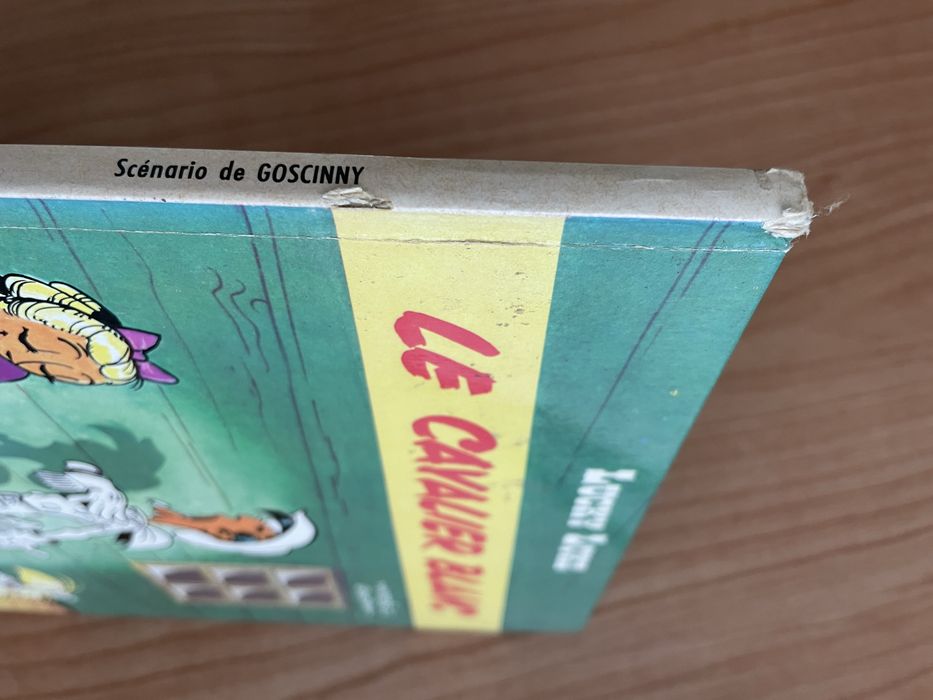 Scénario de GOSCINNY
LUCKY LUKE
LE CAVALIER BLANC